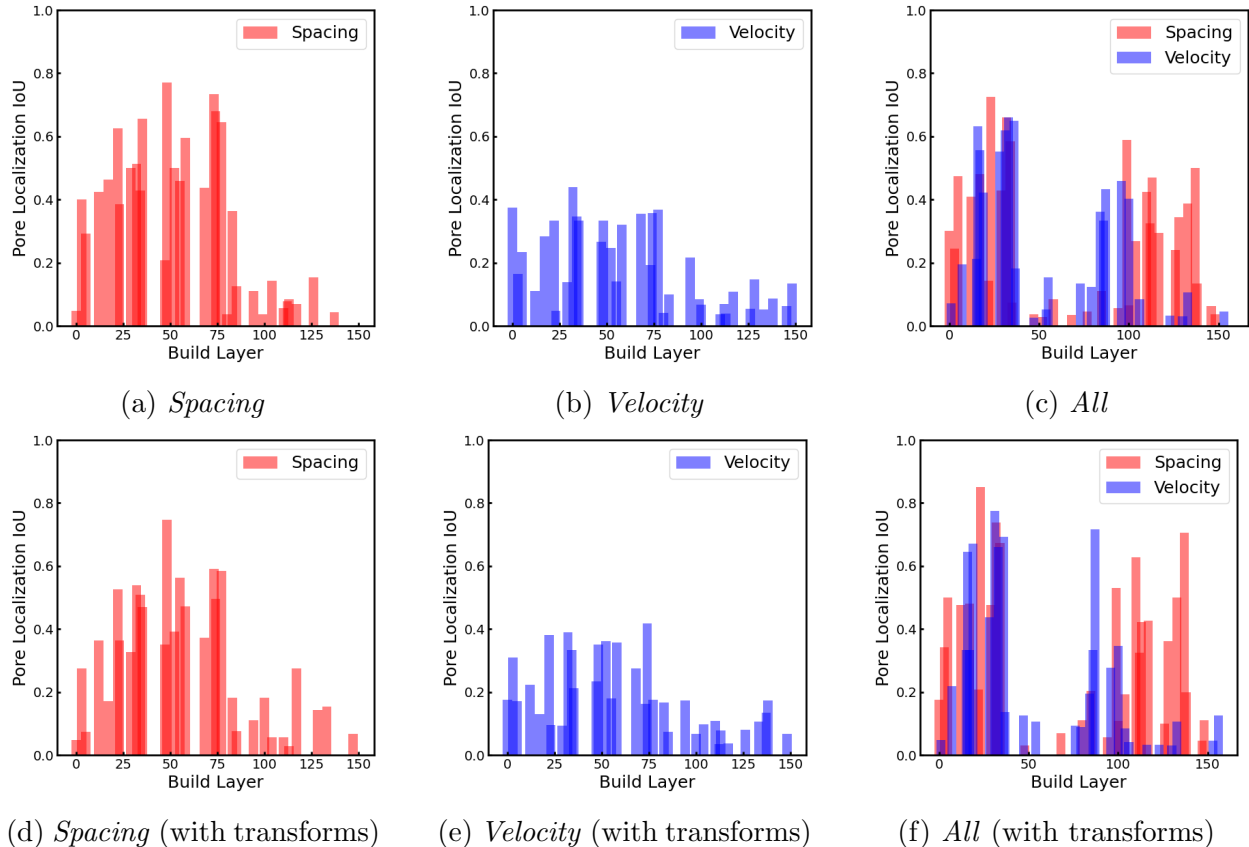 1.0
0.8
0.6
0.4
0.2
0.0
Pore Localization IoU
Spacing
0 25 50 75 100 125 150
Build Layer
(a) Spacing
1.0
0.8
0.6
0.4
0.2
0.0
Pore Localization IoU
Velocity
0 25 50 75 100 125 150
Build Layer
(b) Velocity
1.0
0.8
0.6
0.4
0.2
0.0
Pore Localization IoU
Spacing
Velocity
0 50 100 150
Build Layer
(c) All
1.0
0.8
0.6
0.4
0.2
0.0
Pore Localization IoU
Spacing
0 25 50 75 100 125 150
Build Layer
(d) Spacing (with transforms)
1.0
0.8
0.6
0.4
0.2
0.0
Pore Localization IoU
Velocity
0 25 50 75 100 125 150
Build Layer
(e) Velocity (with transforms)
1.0
0.8
0.6
0.4
0.2
0.0
Pore Localization IoU
Spacing
Velocity
0 50 100 150
Build Layer
(f) All (with transforms)